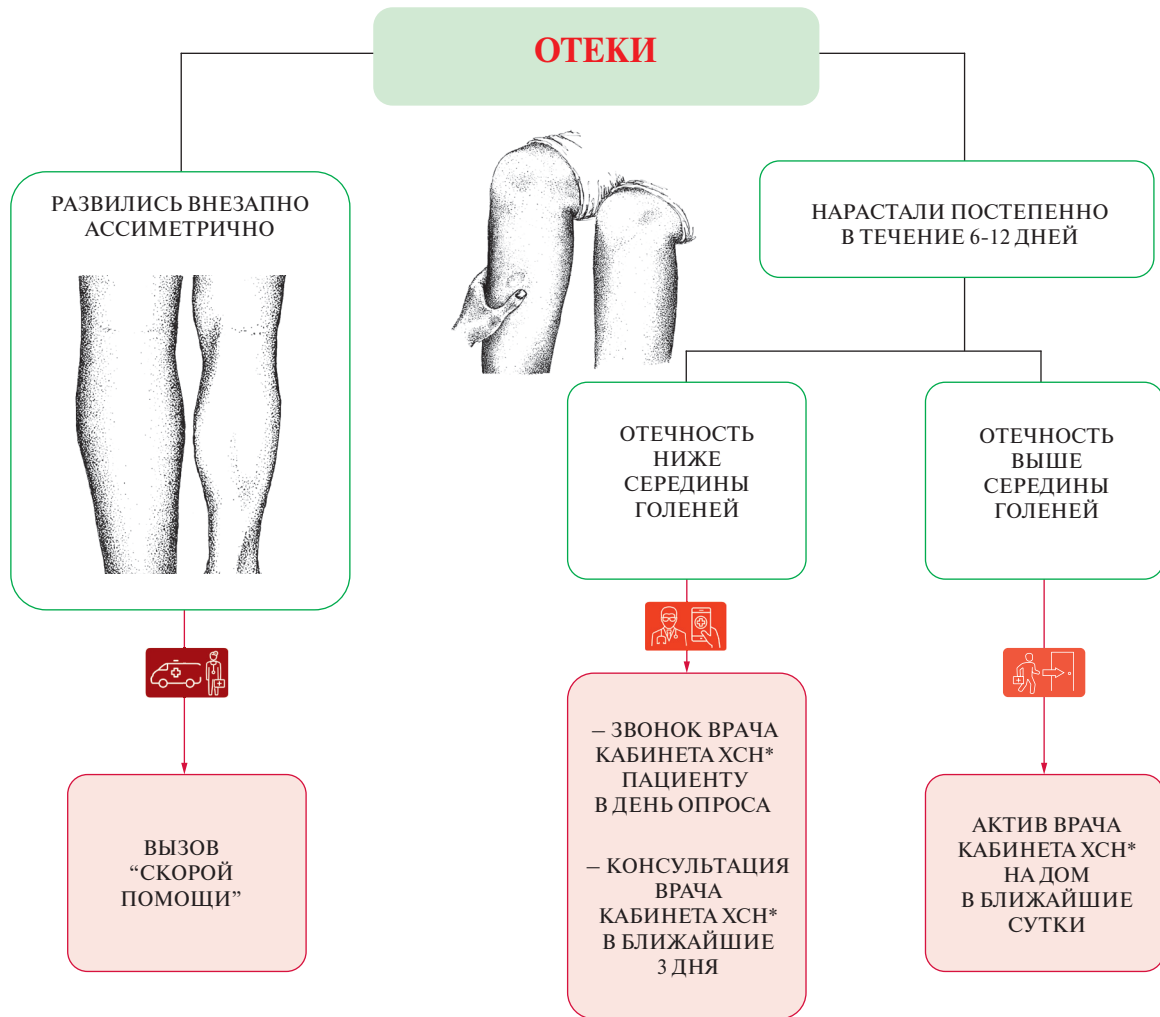 ОТЕКИ
РАЗВИЛИСЬ ВНЕЗАПНО
АССИМЕТРИЧНО
НАРАСТАЛИ ПОСТЕПЕННО
В ТЕЧЕНИЕ 6-12 ДНЕЙ
ОТЕЧНОСТЬ
НИЖЕ
СЕРЕДИНЫ
ГОЛЕНЕЙ
ОТЕЧНОСТЬ
ВЫШЕ
СЕРЕДИНЫ
ГОЛЕНЕЙ
ВЫЗОВ
“СКОРОЙ
ПОМОЩИ”
– ЗВОНОК ВРАЧА
КАБИНЕТА ХСН*
ПАЦИЕНТУ
В ДЕНЬ ОПРОСА
– КОНСУЛЬТАЦИЯ
ВРАЧА
КАБИНЕТА ХСН*
В БЛИЖАЙШИЕ
3 ДНЯ
АКТИВ ВРАЧА
КАБИНЕТА ХСН*
НА ДОМ
В БЛИЖАЙШИЕ
СУТКИ